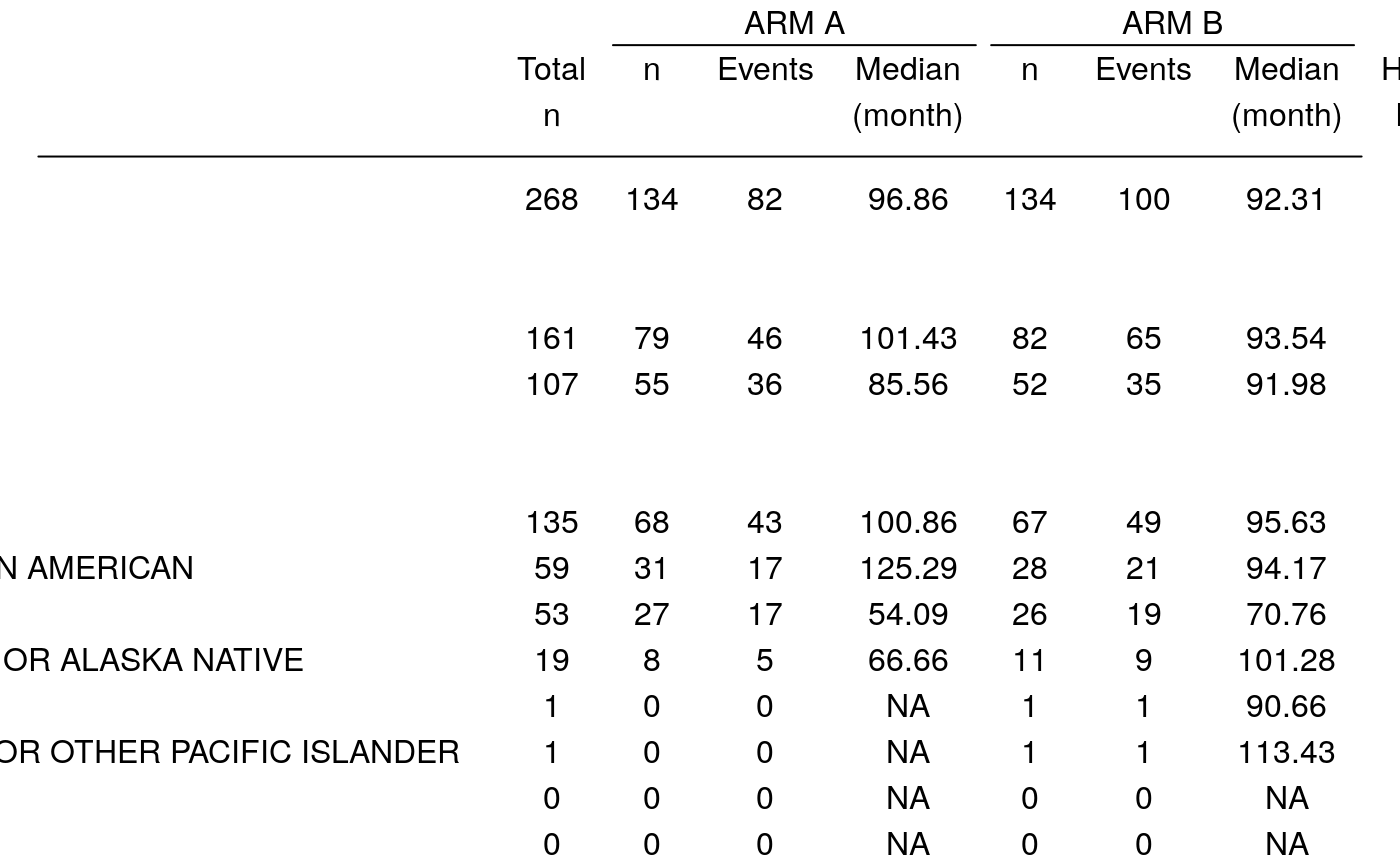 ARM A ARM B
Total n Events Median n Events Median H
n (month) (month)
268 134 82 96.86 134 100 92.31
161 79 46 101.43 82 65 93.54
107 55 36 85.56 52 35 91.98
135 68 43 100.86 67 49 95.63
N AMERICAN 59 31 17 125.29 28 21 94.17
53 27 17 54.09 26 19 70.76
OR ALASKA NATIVE 19 8 5 66.66 11 9 101.28
1 0 0 NA 1 1 90.66
OR OTHER PACIFIC ISLANDER 1 0 0 NA 1 1 113.43
0 0 0 NA 0 0 NA
0 0 0 NA 0 0 NA